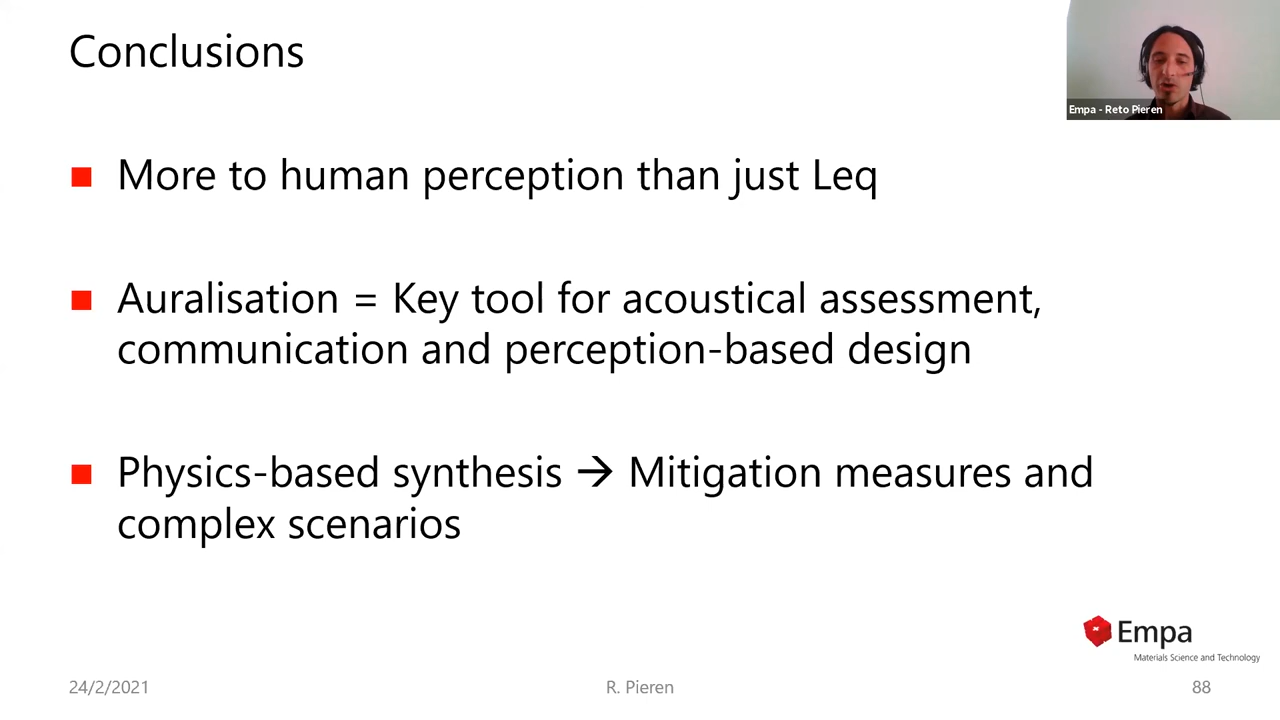 Conclusions
Empa - Reto Pieren
■ More to human perception than just Leq
■ Auralisation = Key tool for acoustical assessment,
communication and perception-based design
■ Physics-based synthesis → Mitigation measures and
complex scenarios
Empa
Materials Science and Technology
24/2/2021 R. Pieren 88